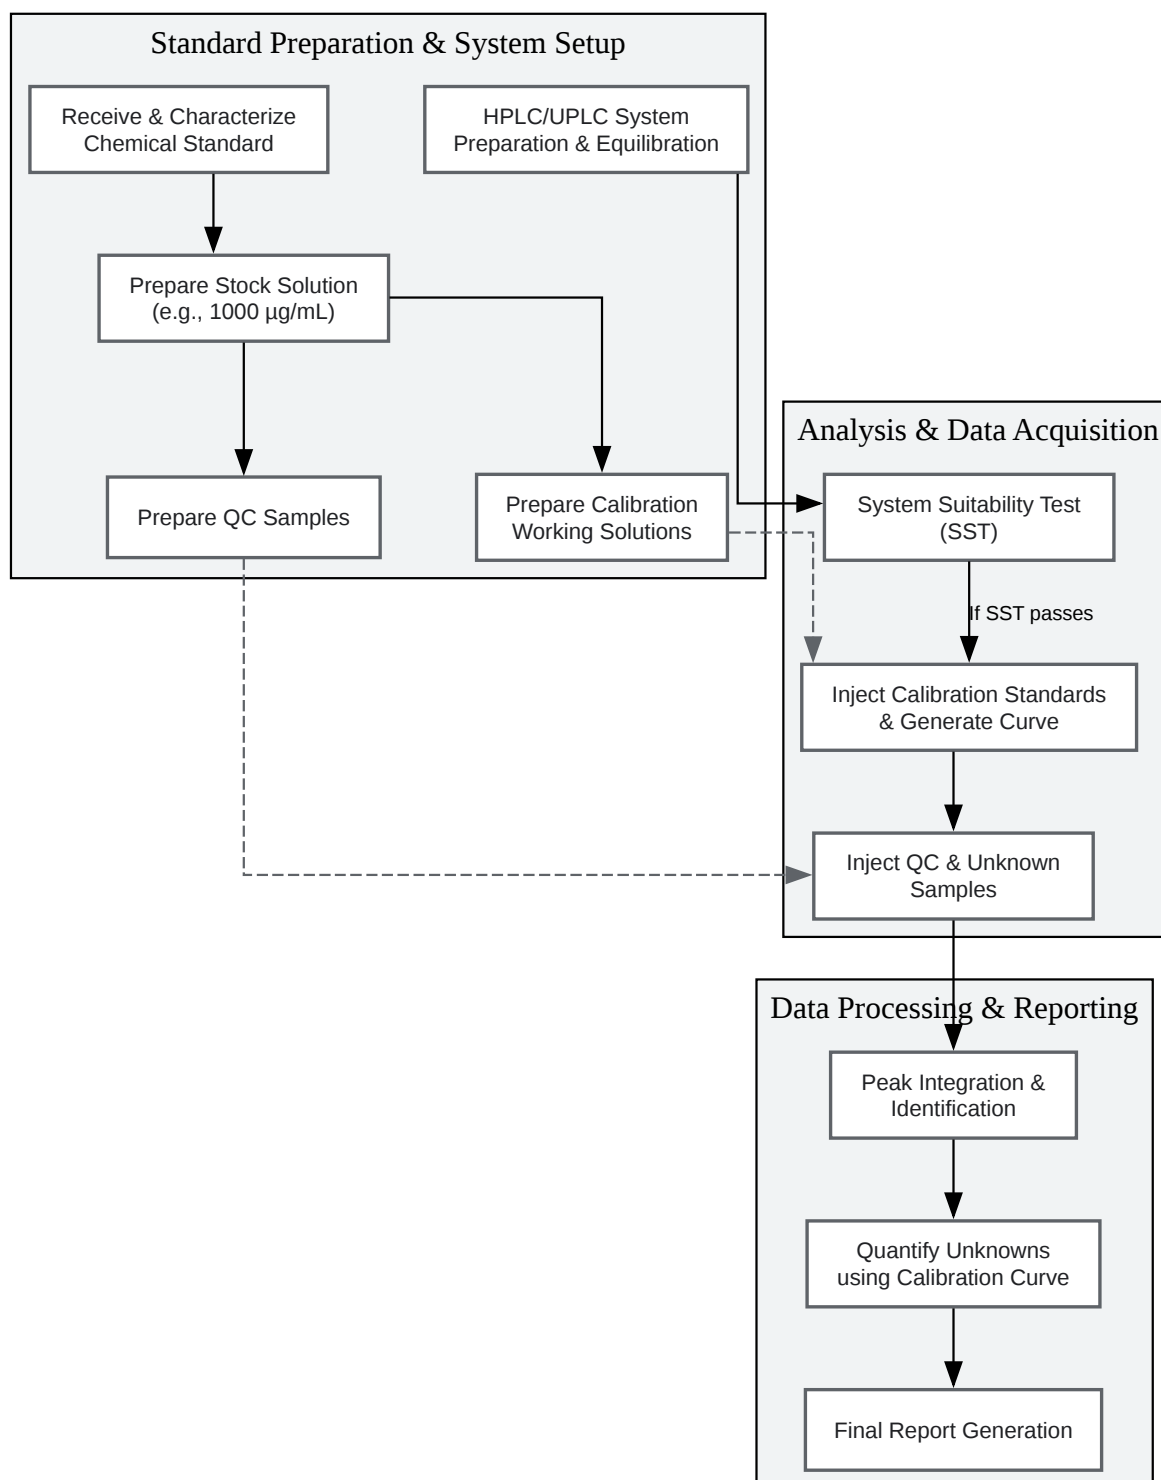 Standard Preparation & System Setup
Receive & Characterize
Chemical Standard
HPLC/UPLC System
Preparation & Equilibration
Prepare Stock Solution
(e.g., 1000 µg/mL)
Prepare QC Samples
Prepare Calibration
Working Solutions
Analysis & Data Acquisition
System Suitability Test
(SST)
If SST passes
Inject Calibration Standards
& Generate Curve
Inject QC & Unknown
Samples
Data Processing & Reporting
Peak Integration &
Identification
Quantify Unknowns
using Calibration Curve
Final Report Generation